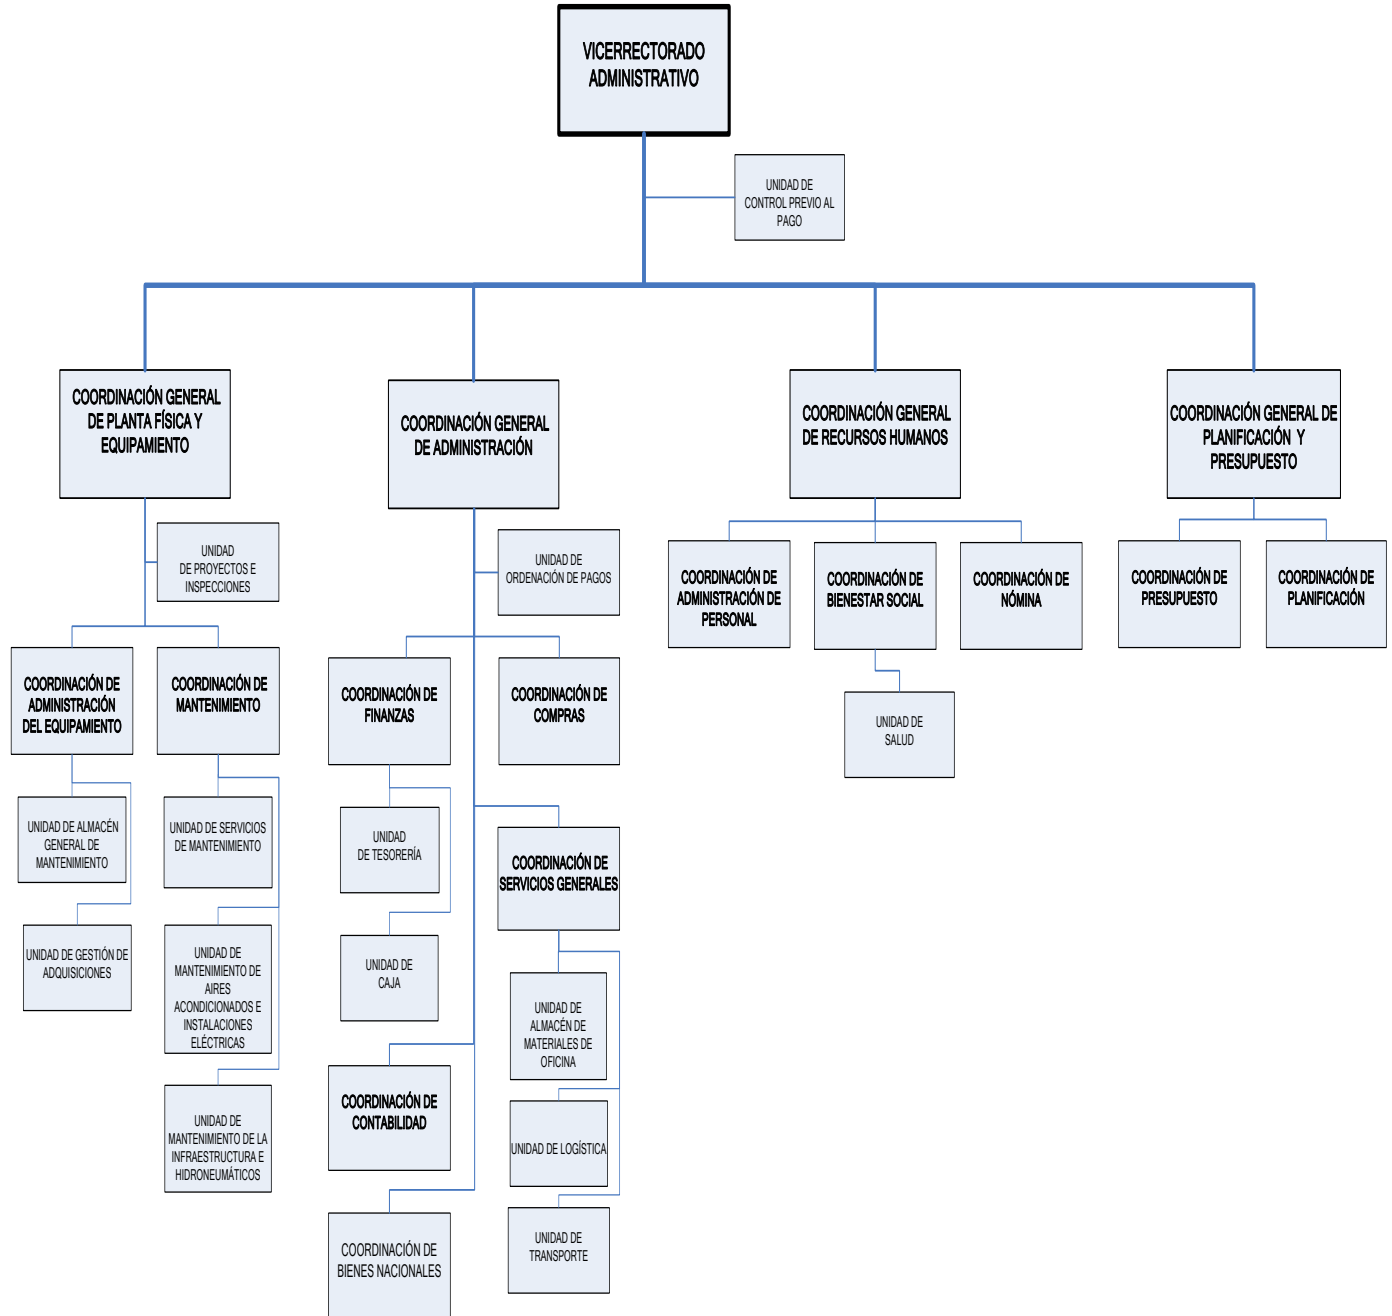 VICERRECTORADO
ADMINISTRATIVO
UNIDAD DE
CONTROL PREVIO AL
PAGO
COORDINACIÓN GENERAL
DE PLANTA FÍSICA Y
EQUIPAMIENTO
COORDINACIÓN GENERAL
DE ADMINISTRACIÓN
COORDINACIÓN GENERAL
DE RECURSOS HUMANOS
COORDINACIÓN GENERAL DE
PLANIFICACIÓN Y
PRESUPUESTO
UNIDAD
DE PROYECTOS E
INSPECCIONES
UNIDAD DE
ORDENACIÓN DE PAGOS
COORDINACIÓN DE
ADMINISTRACIÓN DE
PERSONAL
COORDINACIÓN DE
BIENESTAR SOCIAL
COORDINACIÓN DE
NÓMINA
COORDINACIÓN DE
PRESUPUESTO
COORDINACIÓN DE
PLANIFICACIÓN
COORDINACIÓN DE
ADMINISTRACIÓN
DEL EQUIPAMIENTO
COORDINACIÓN DE
MANTENIMIENTO
COORDINACIÓN DE
FINANZAS
COORDINACIÓN DE
COMPRAS
UNIDAD DE
SALUD
UNIDAD DE ALMACÉN
GENERAL DE
MANTENIMIENTO
UNIDAD DE SERVICIOS
DE MANTENIMIENTO
UNIDAD
DE TESORERÍA
COORDINACIÓN DE
SERVICIOS GENERALES
UNIDAD DE GESTIÓN DE
ADQUISICIONES
UNIDAD DE
MANTENIMIENTO DE
AIRES
ACONDICIONADOS E
INSTALACIONES
ELÉCTRICAS
UNIDAD DE
CAJA
UNIDAD DE
ALMACÉN DE
MATERIALES DE
OFICINA
COORDINACIÓN DE
CONTABILIDAD
UNIDAD DE
MANTENIMIENTO DE LA
INFRAESTRUCTURA E
HIDRONEUMÁTICOS
UNIDAD DE LOGÍSTICA
COORDINACIÓN DE
BIENES NACIONALES
UNIDAD DE
TRANSPORTE